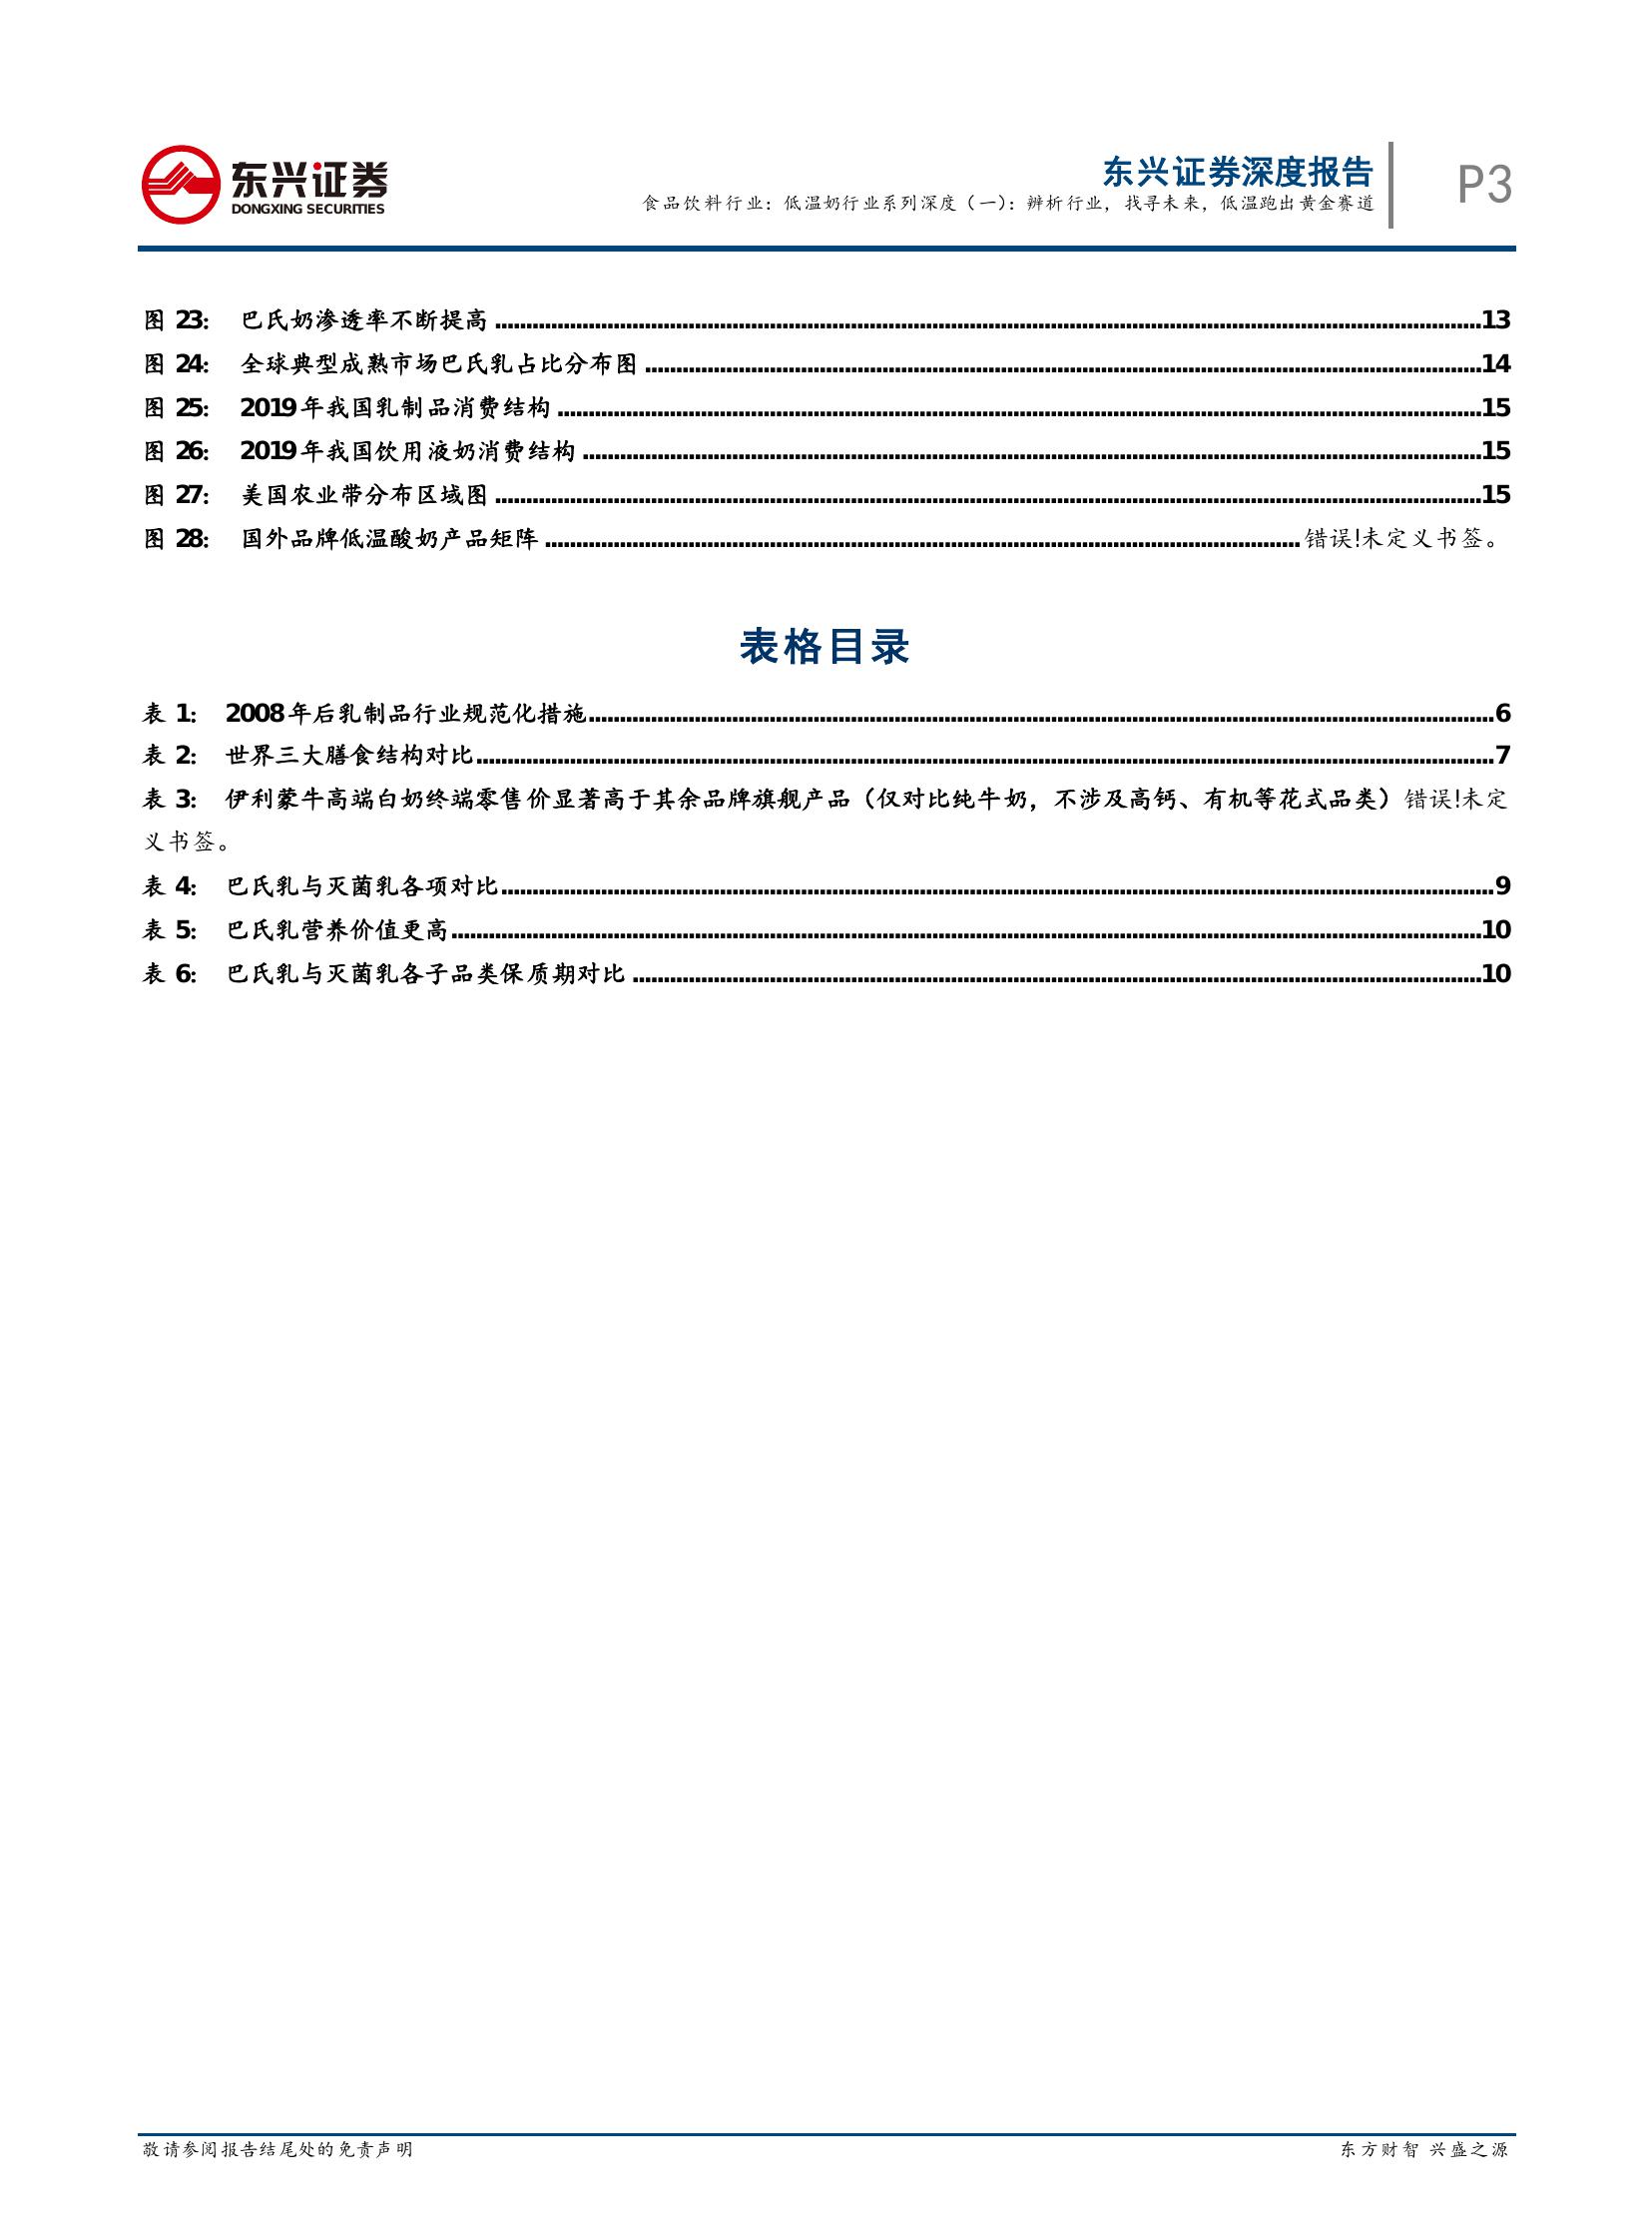 东兴证券
DONGXING SECURITIES
东兴证券深度报告
食品饮料行业：低温奶行业系列深度（一）：辨析行业，找寻未来，低温跑出黄金赛道
P3
图 23： 巴氏奶渗透率不断提高 ........................................13
图 24： 全球典型成熟市场巴氏乳占比分布图 ........................................14
图 25： 2019年我国乳制品消费结构 ........................................15
图 26： 2019年我国饮用液奶消费结构 ........................................15
图 27： 美国农业带分布区域图 ........................................15
图 28： 国外品牌低温酸奶产品矩阵 ........................................错误!未定义书签。
表格目录
表 1： 2008年后乳制品行业规范化措施........................................6
表 2： 世界三大膳食结构对比........................................7
表 3： 伊利蒙牛高端白奶终端零售价显著高于其余品牌旗舰产品（仅对比纯牛奶，不涉及高钙、有机等花式品类）错误!未定
义书签。
表 4： 巴氏乳与灭菌乳各项对比........................................9
表 5： 巴氏乳营养价值更高........................................10
表 6： 巴氏乳与灭菌乳各子品类保质期对比 ........................................10
敬请参阅报告结尾处的免责声明
东方财智 兴盛之源